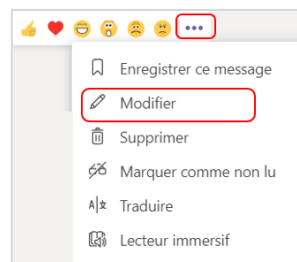 Enregistrer ce message
Modifier
Supprimer
Marquer comme non lu
Traduire
Lecteur immersif